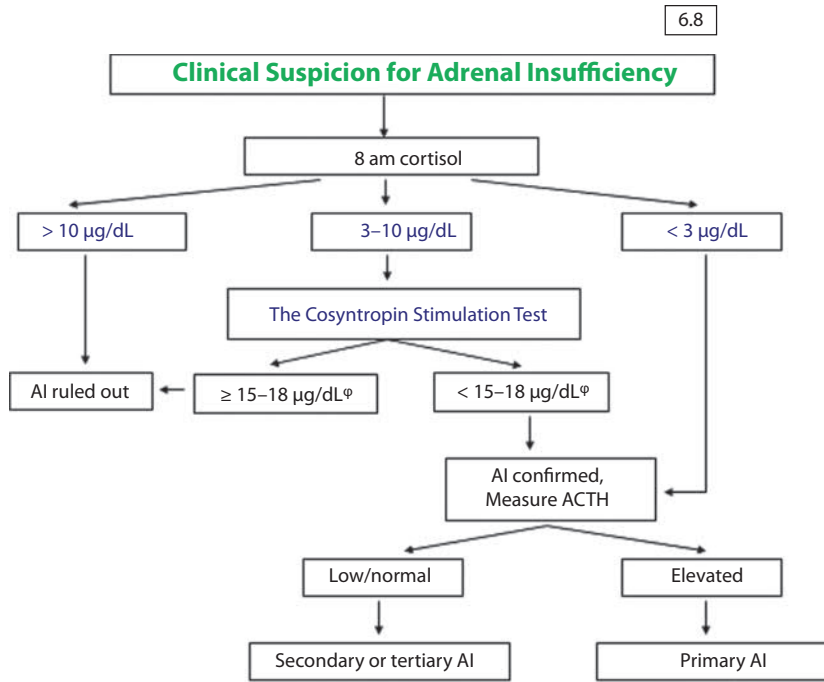 6.8
Clinical Suspicion for Adrenal Insufficiency
8 am cortisol
> 10 µg/dL
3–10 µg/dL
< 3 µg/dL
The Cosyntropin Stimulation Test
AI ruled out
≥ 15–18 µg/dLᵠ
< 15–18 µg/dLᵠ
AI confirmed,
Measure ACTH
Low/normal
Elevated
Secondary or tertiary AI
Primary AI